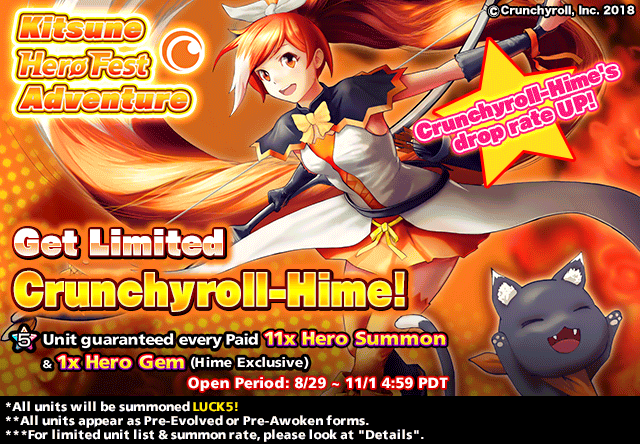 © Crunchyroll, Inc. 2018
Kitsune
Hero Fest
Adventure
Crunchyroll-Hime's
drop rate UP!
Get Limited
Crunchyroll-Hime!
5 Unit guaranteed every Paid 11x Hero Summon
& 1x Hero Gem (Hime Exclusive)
Open Period: 8/29 ~ 11/1 4:59 PDT
*All units will be summoned LUCK5!
**All units appear as Pre-Evolved or Pre-Awoken forms.
***For limited unit list & summon rate, please look at "Details".